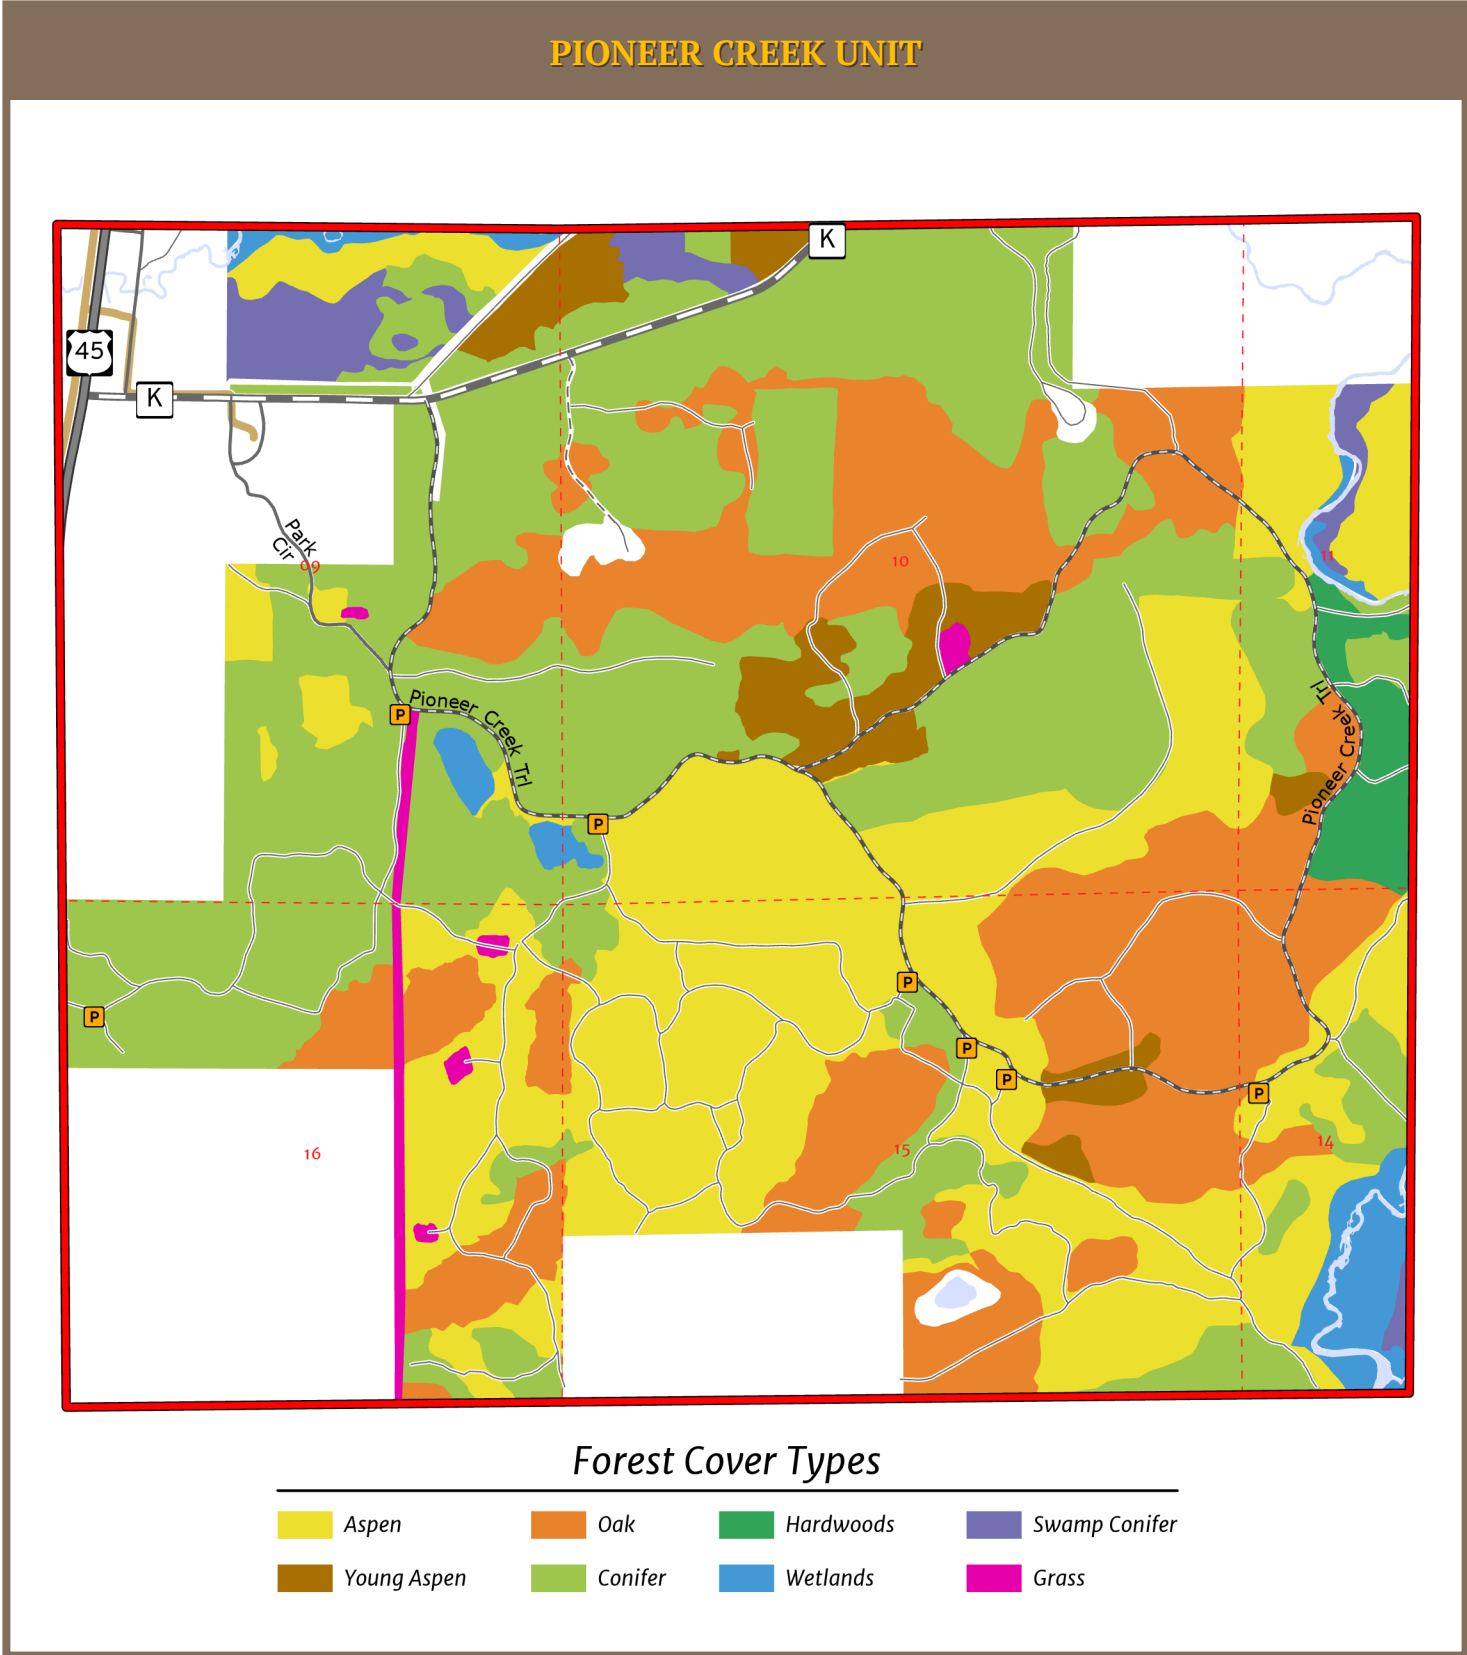 PIONEER CREEK UNIT
K
45
K
Park
Cir
09
10
11
Pioneer Creek Trl
Pioneer Creek Trl
P
P
P
P
P
P
P
16
15
14
Forest Cover Types
Aspen
Oak
Hardwoods
Swamp Conifer
Young Aspen
Conifer
Wetlands
Grass